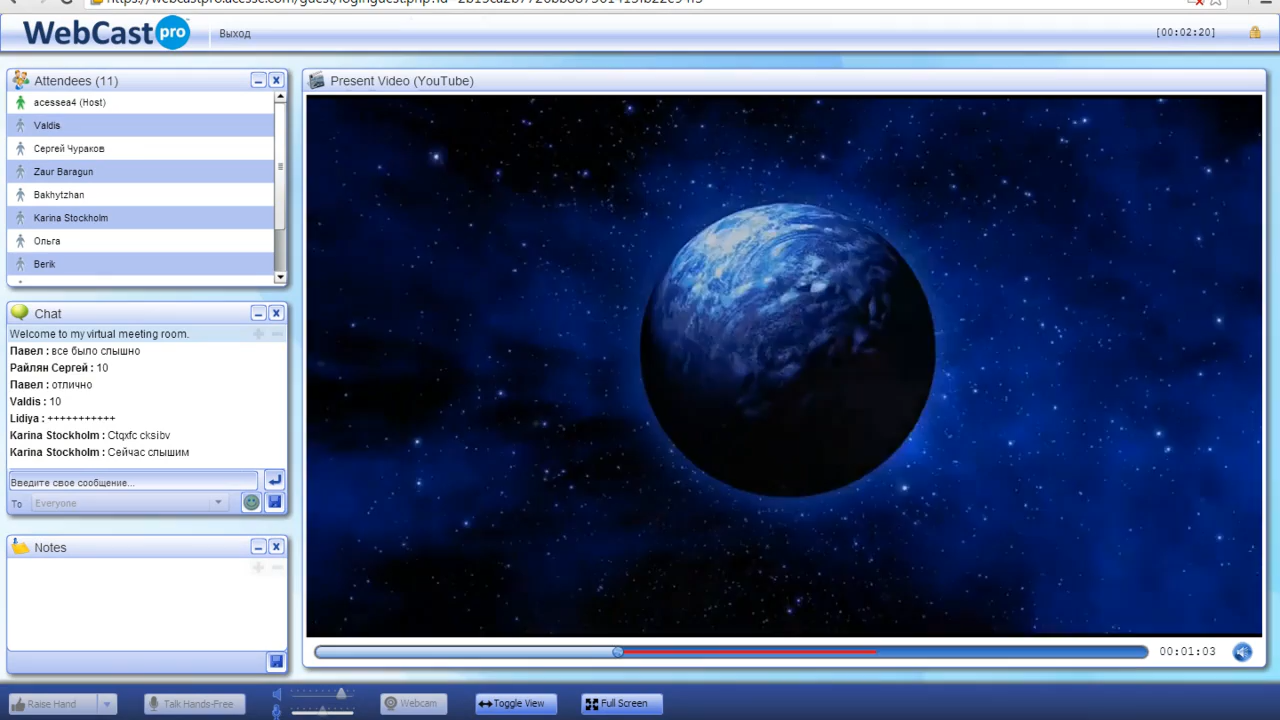 WebCast pro
Выход
[00:02:20]
Attendees (11)
acessea4 (Host)
Valdis
Сергей Чураков
Zaur Baragun
Bakhytzhan
Karina Stockholm
Ольга
Berik
Chat
Welcome to my virtual meeting room.
Павел : все было слышно
Райлян Сергей : 10
Павел : отлично
Valdis : 10
Lidiya : +++++++++++
Karina Stockholm : Ctqxfc cksibv
Karina Stockholm : Сейчас слышим
Введите свое сообщение...
To Everyone
Notes
Present Video (YouTube)
00:01:03
Raise Hand
Talk Hands-Free
Webcam
Toggle View
Full Screen